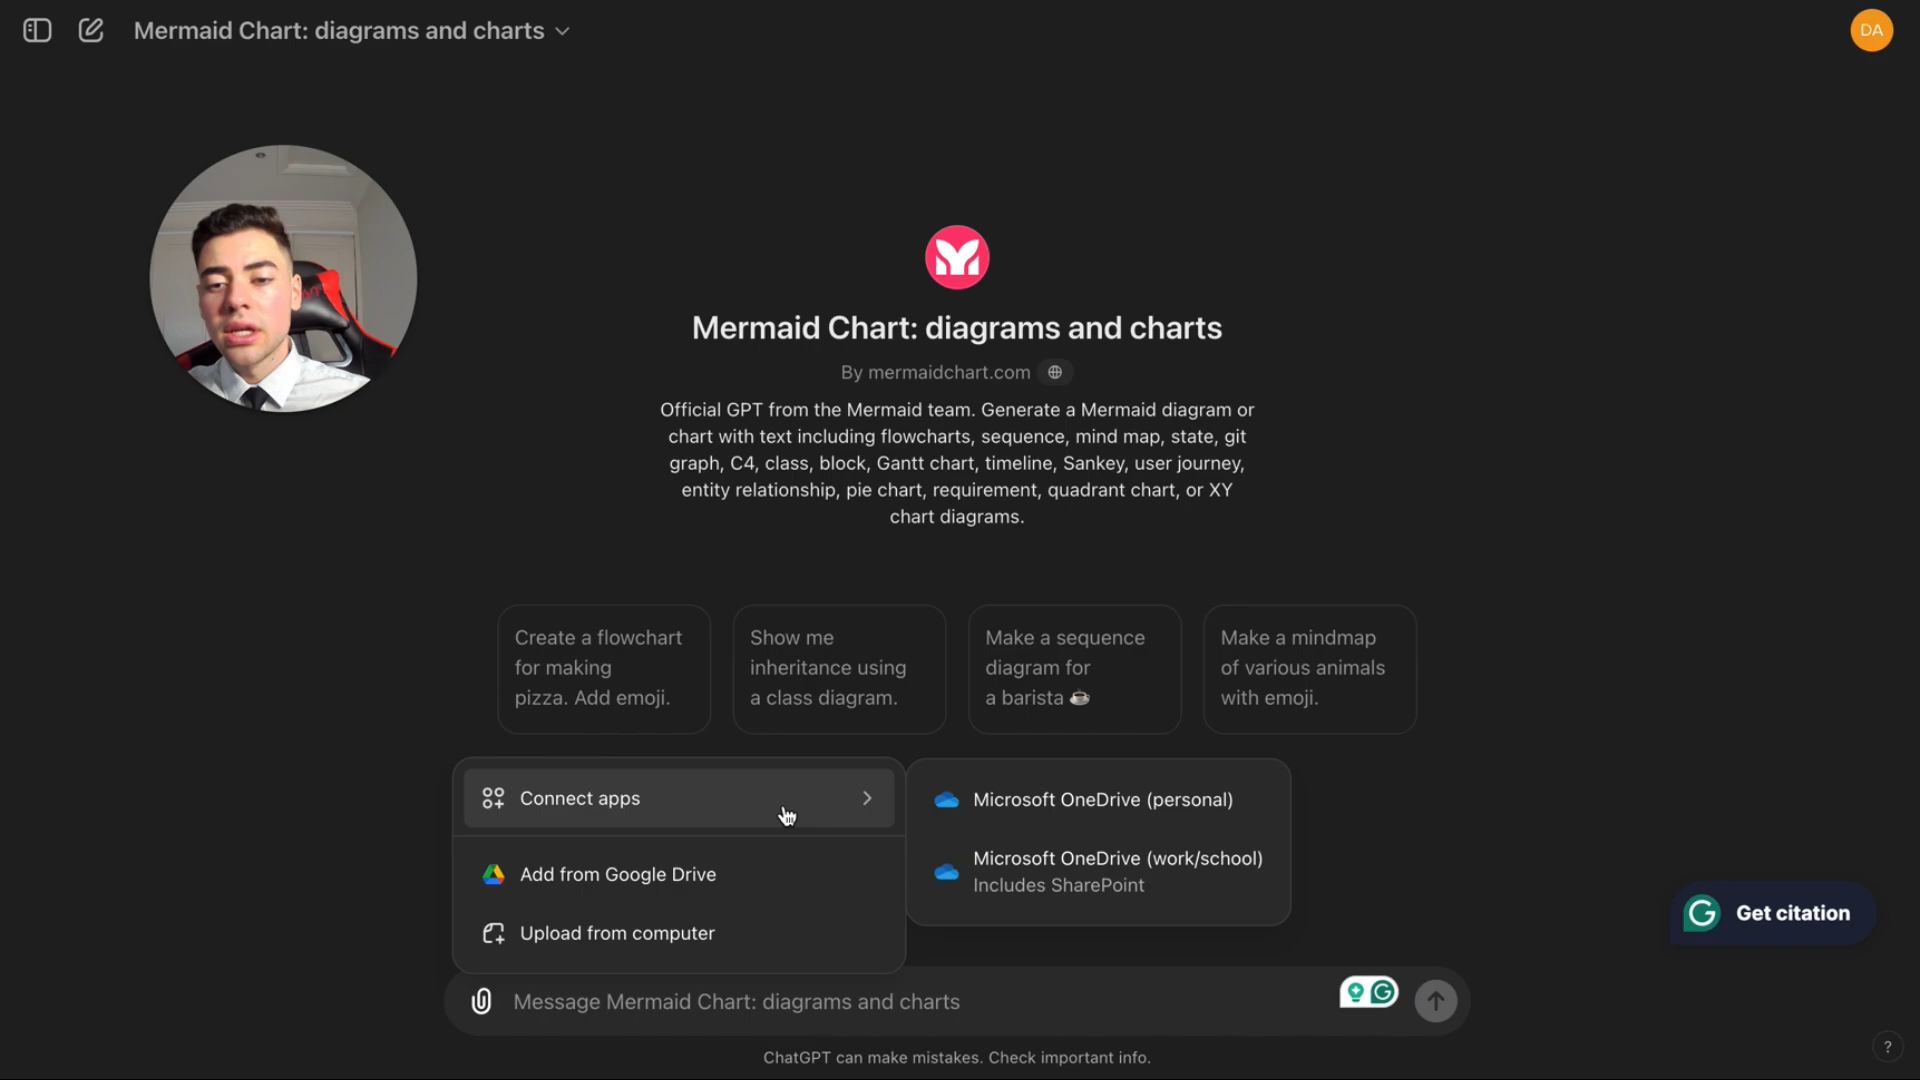 Mermaid Chart: diagrams and charts
DA
Mermaid Chart: diagrams and charts
By mermaidchart.com
Official GPT from the Mermaid team. Generate a Mermaid diagram or
chart with text including flowcharts, sequence, mind map, state, git
graph, C4, class, block, Gantt chart, timeline, Sankey, user journey,
entity relationship, pie chart, requirement, quadrant chart, or XY
chart diagrams.
Create a flowchart
for making
pizza. Add emoji.
Show me
inheritance using
a class diagram.
Make a sequence
diagram for
a barista ☕
Make a mindmap
of various animals
with emoji.
Connect apps
Add from Google Drive
Upload from computer
Microsoft OneDrive (personal)
Microsoft OneDrive (work/school)
Includes SharePoint
Get citation
Message Mermaid Chart: diagrams and charts
ChatGPT can make mistakes. Check important info.
?